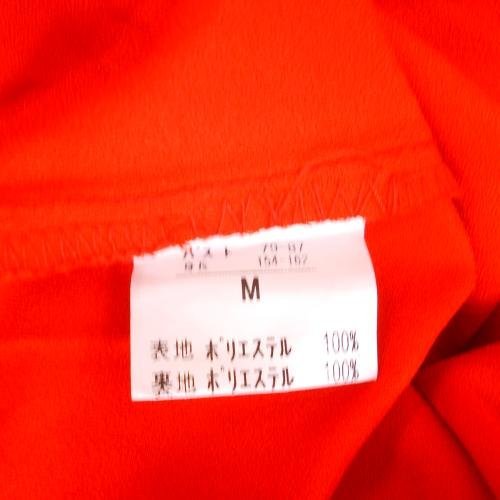 バスト 79-87
身長 154-162
M
表地 ポリエステル 100%
裏地 ポリエステル 100%